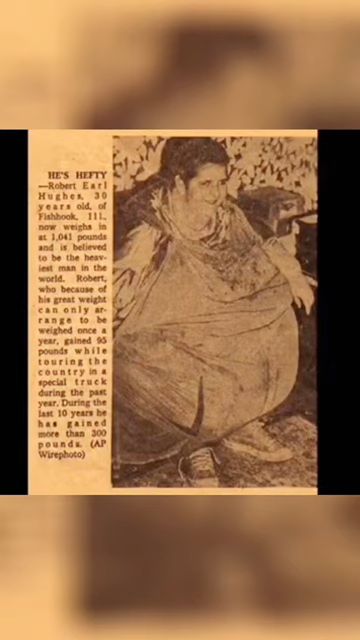 HE'S HEFTY
—Robert Earl
Hughes, 30
years old, of
Fishhook, Ill.,
now weighs in
at 1,041 pounds
and is believed
to be the heav-
iest man in the
world. Robert,
who because of
his great weight
can only ar-
range to be
weighed once a
year, gained 95
pounds while
touring the
country in a
special truck
during the past
year. During the
last 10 years he
has gained
more than 300
pounds. (AP
Wirephoto)